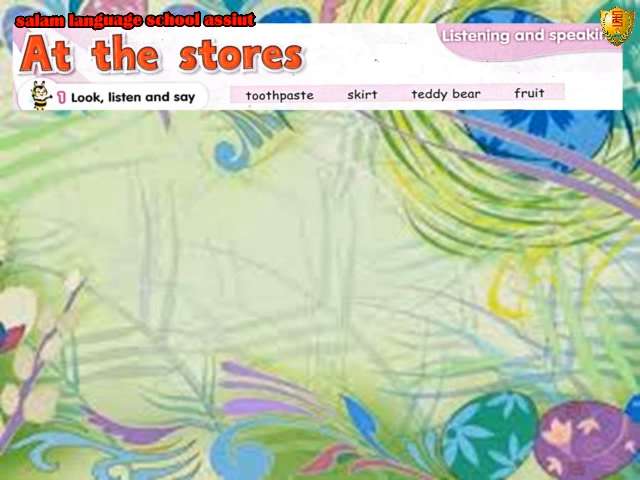 salam language school assiut
At the stores
Listening and speakin
1 Look, listen and say
toothpaste skirt teddy bear fruit